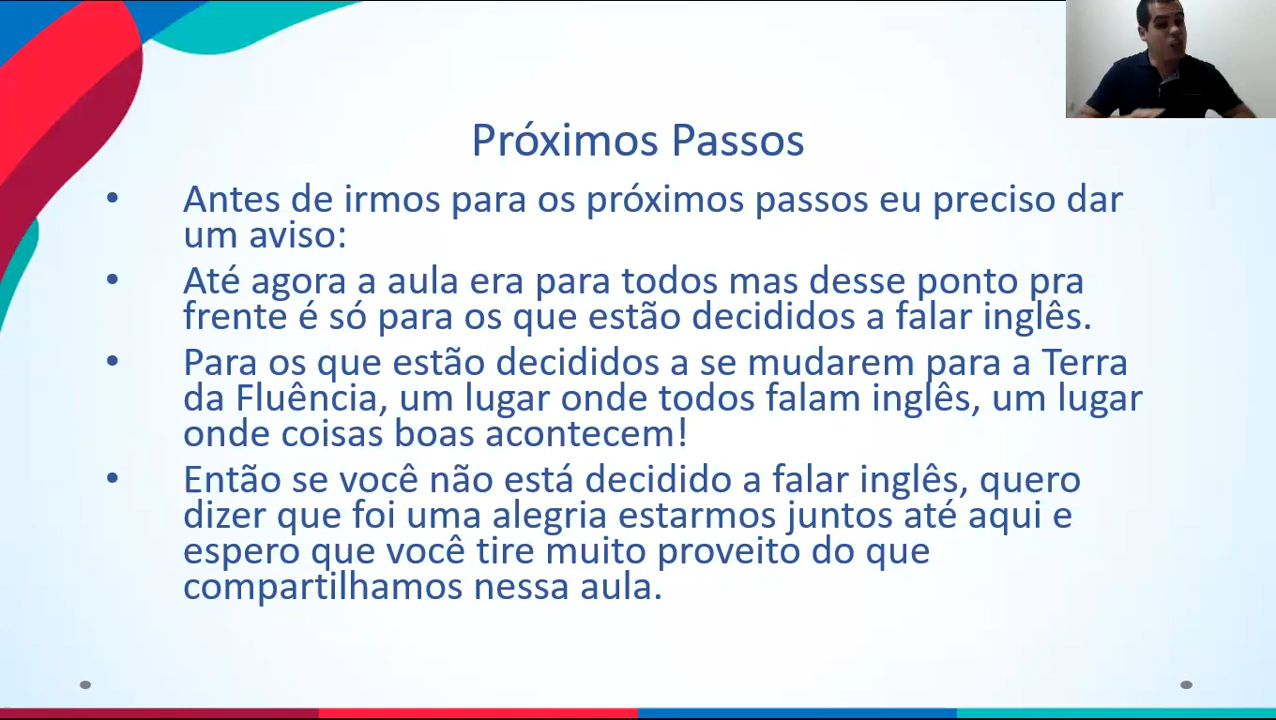 Próximos Passos
• Antes de irmos para os próximos passos eu preciso dar
um aviso:
• Até agora a aula era para todos mas desse ponto pra
frente é só para os que estão decididos a falar inglês.
• Para os que estão decididos a se mudarem para a Terra
da Fluência, um lugar onde todos falam inglês, um lugar
onde coisas boas acontecem!
• Então se você não está decidido a falar inglês, quero
dizer que foi uma alegria estarmos juntos até aqui e
espero que você tire muito proveito do que
compartilhamos nessa aula.